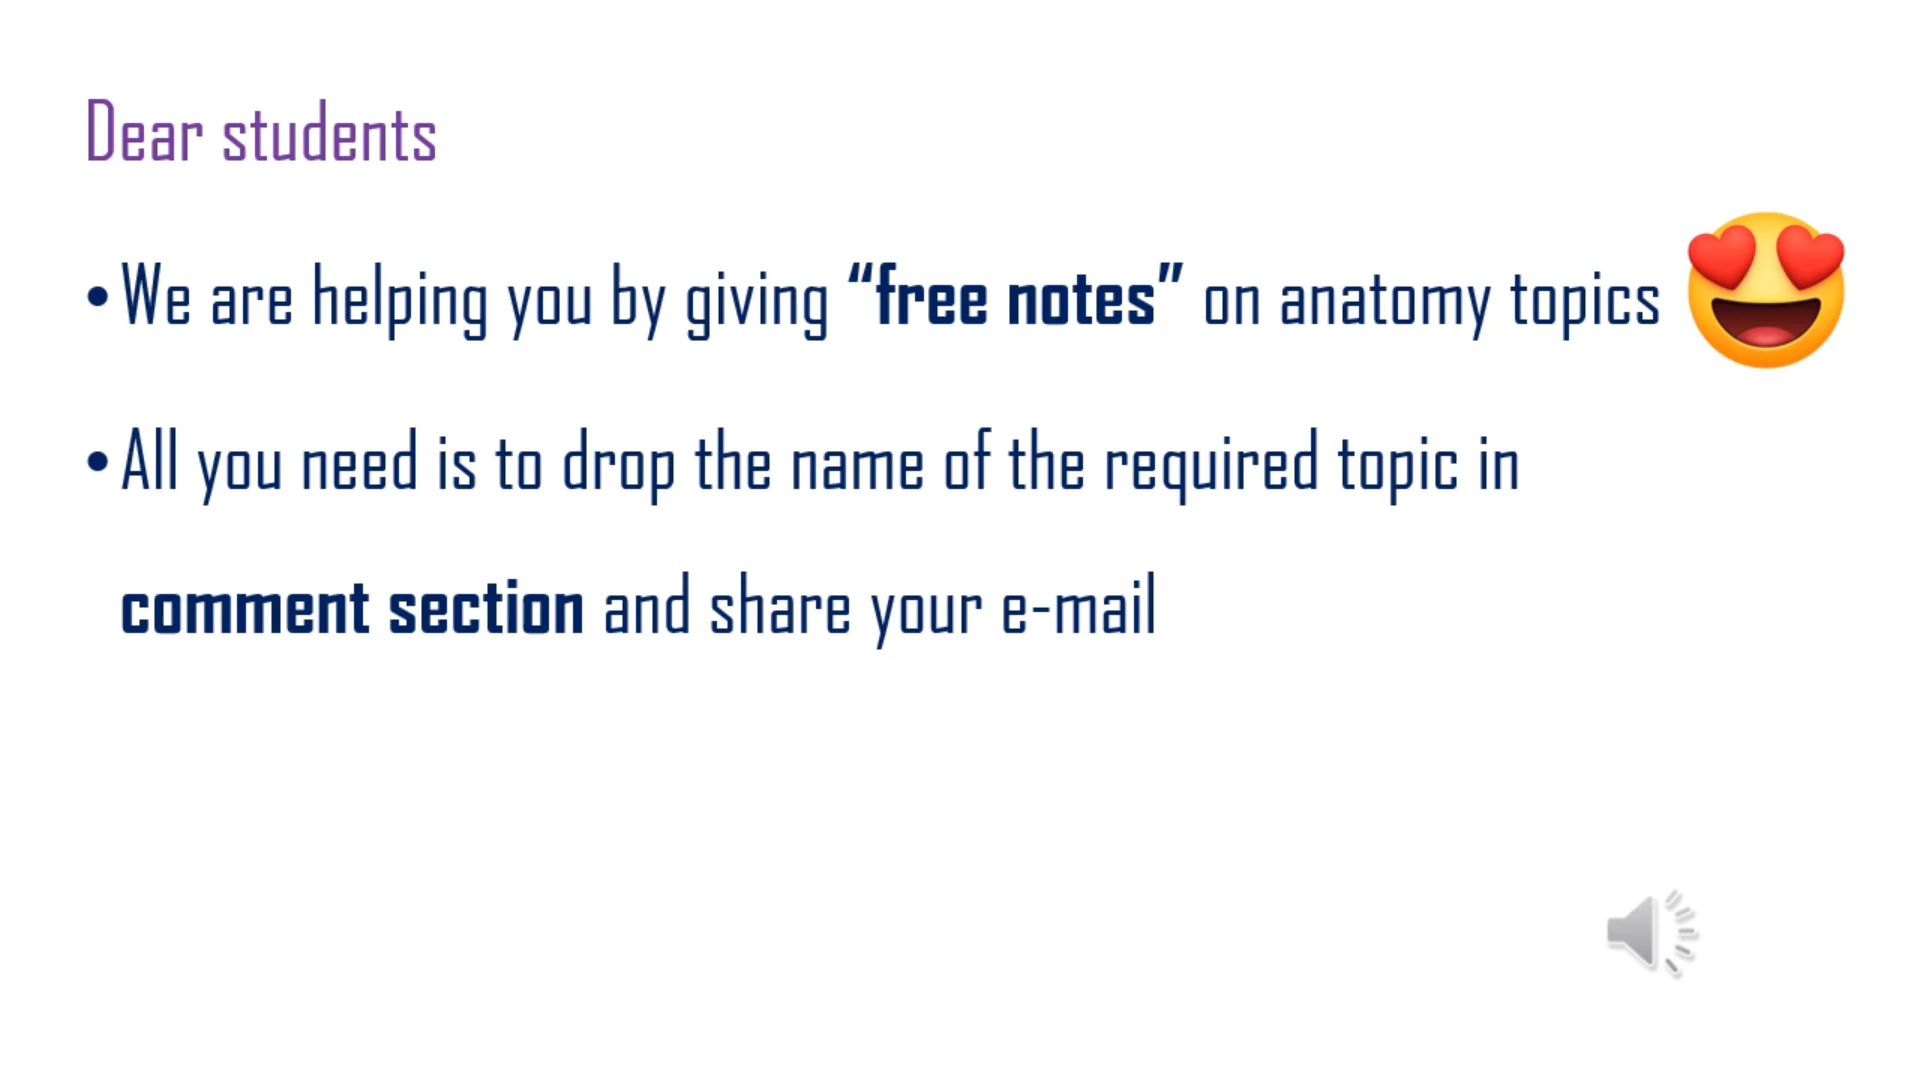 Dear students
•We are helping you by giving “free notes” on anatomy topics
•All you need is to drop the name of the required topic in
comment section and share your e-mail